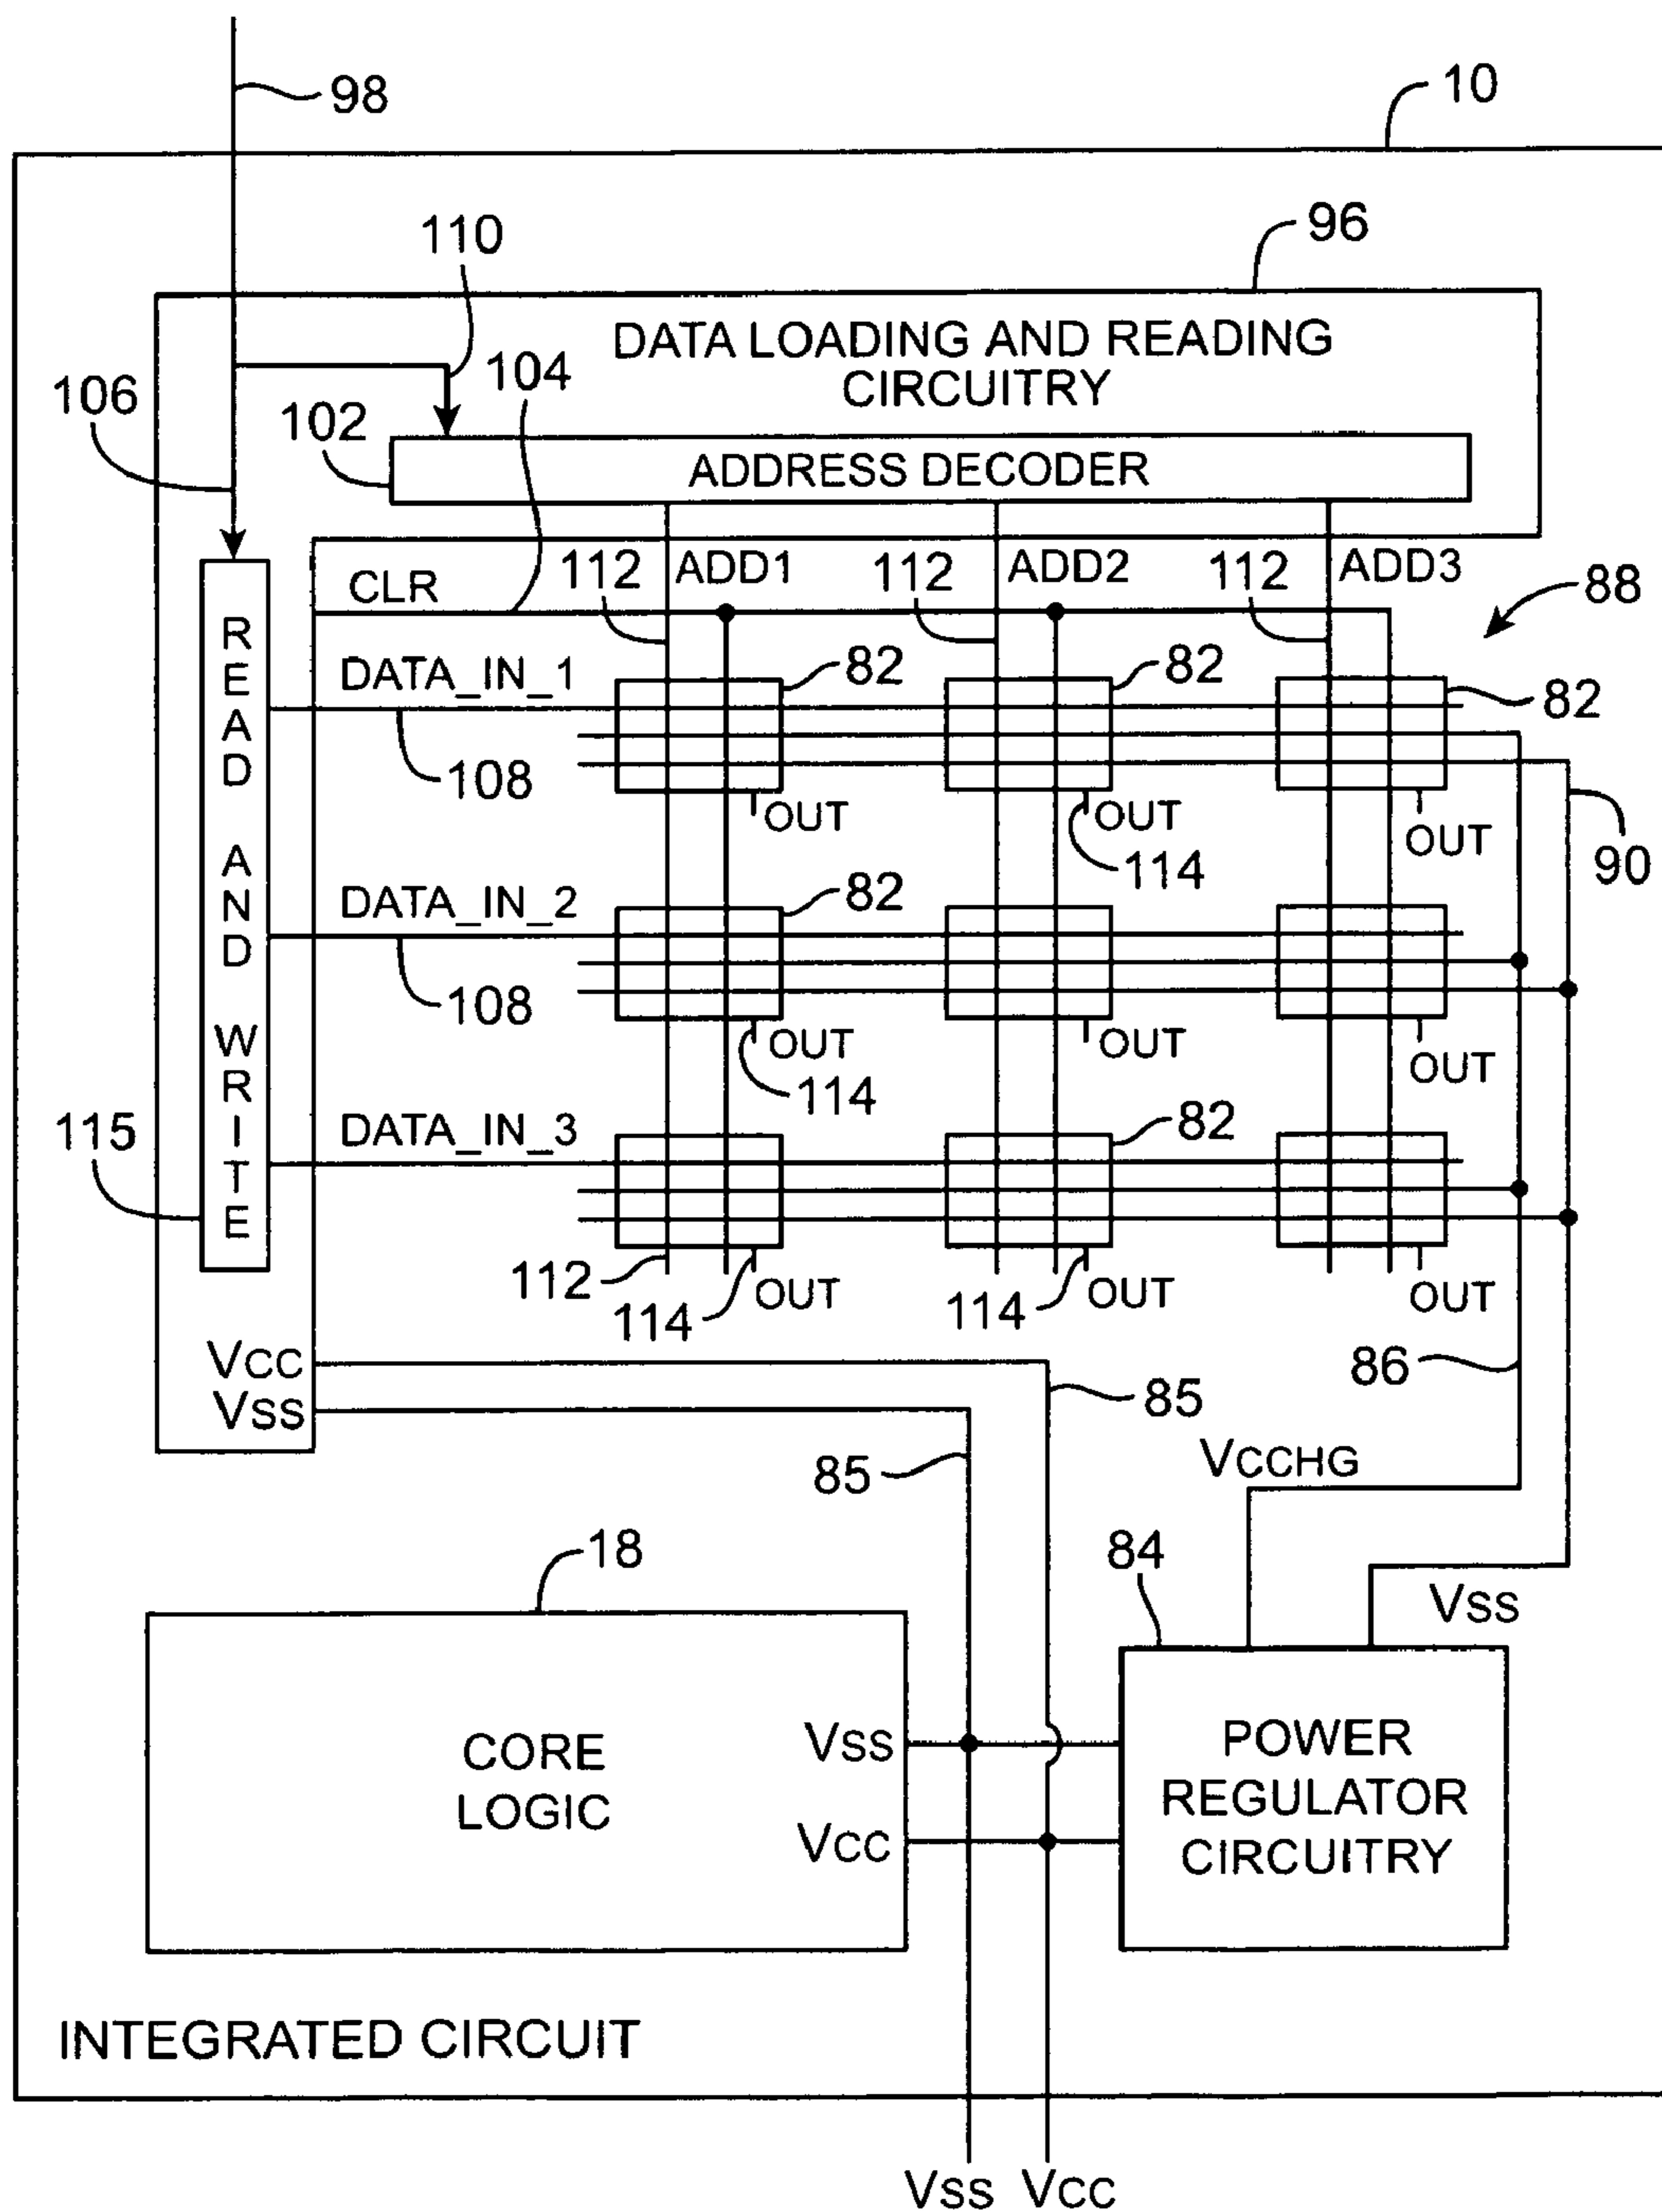 98
10
96
110
DATA LOADING AND READING
CIRCUITRY
104
106
102
ADDRESS DECODER
112 ADD1 112 ADD2 112 ADD3
CLR
88
READ AND WRITE
DATA_IN_1
82
82
82
108
OUT
OUT
OUT
114
90
DATA_IN_2
82
108
OUT
OUT
OUT
114
115
DATA_IN_3
82
112
114
OUT
114
OUT
OUT
VCC
86
85
VSS
85
VCCHG
18
84
VSS
CORE
LOGIC
VSS
VCC
POWER
REGULATOR
CIRCUITRY
INTEGRATED CIRCUIT
VSS VCC